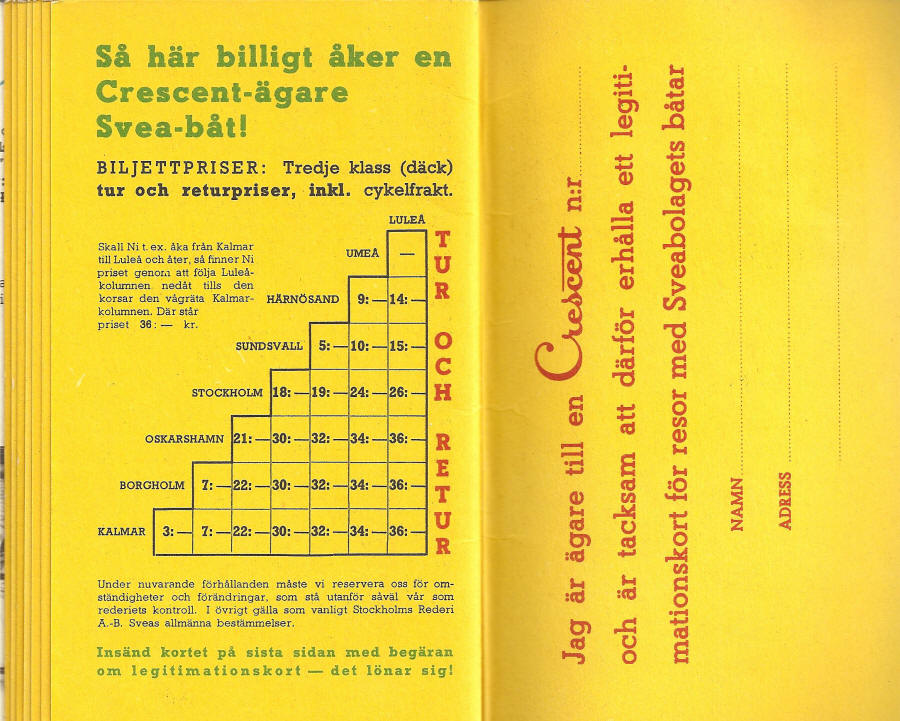 Så här billigt åker en
Crescent-ägare
Svea-båt!
BILJETTPRISER: Tredje klass (däck)
tur och returpriser, inkl. cykelfrakt.
Skall Ni t. ex. åka från Kalmar
till Luleå och åter, så finner Ni
priset genom att följa Luleå-
kolumnen nedåt tills den
korsar den vågräta Kalmar-
kolumnen. Där står
priset 36: — kr.
LULEÅ
UMEÅ —
HÄRNÖSAND 9: — 14: —
SUNDSVALL 5: — 10: — 15: —
STOCKHOLM 18: — 19: — 24: — 26: —
OSKARSHAMN 21: — 30: — 32: — 34: — 36: —
BORGHOLM 7: — 22: — 30: — 32: — 34: — 36: —
KALMAR 3: — 7: — 22: — 30: — 32: — 34: — 36: —
TUR OCH RETUR
Under nuvarande förhållanden måste vi reservera oss för om-
ständigheter och förändringar, som stå utanför såväl vår som
rederiets kontroll. I övrigt gälla som vanligt Stockholms Rederi
A.-B. Sveas allmänna bestämmelser.
Insänd kortet på sista sidan med begäran
om legitimationskort — det lönar sig!
Jag är ägare till en Crescent n:r
och är tacksam att därför erhålla ett legiti-
mationskort för resor med Sveabolagets båtar
NAMN
ADRESS